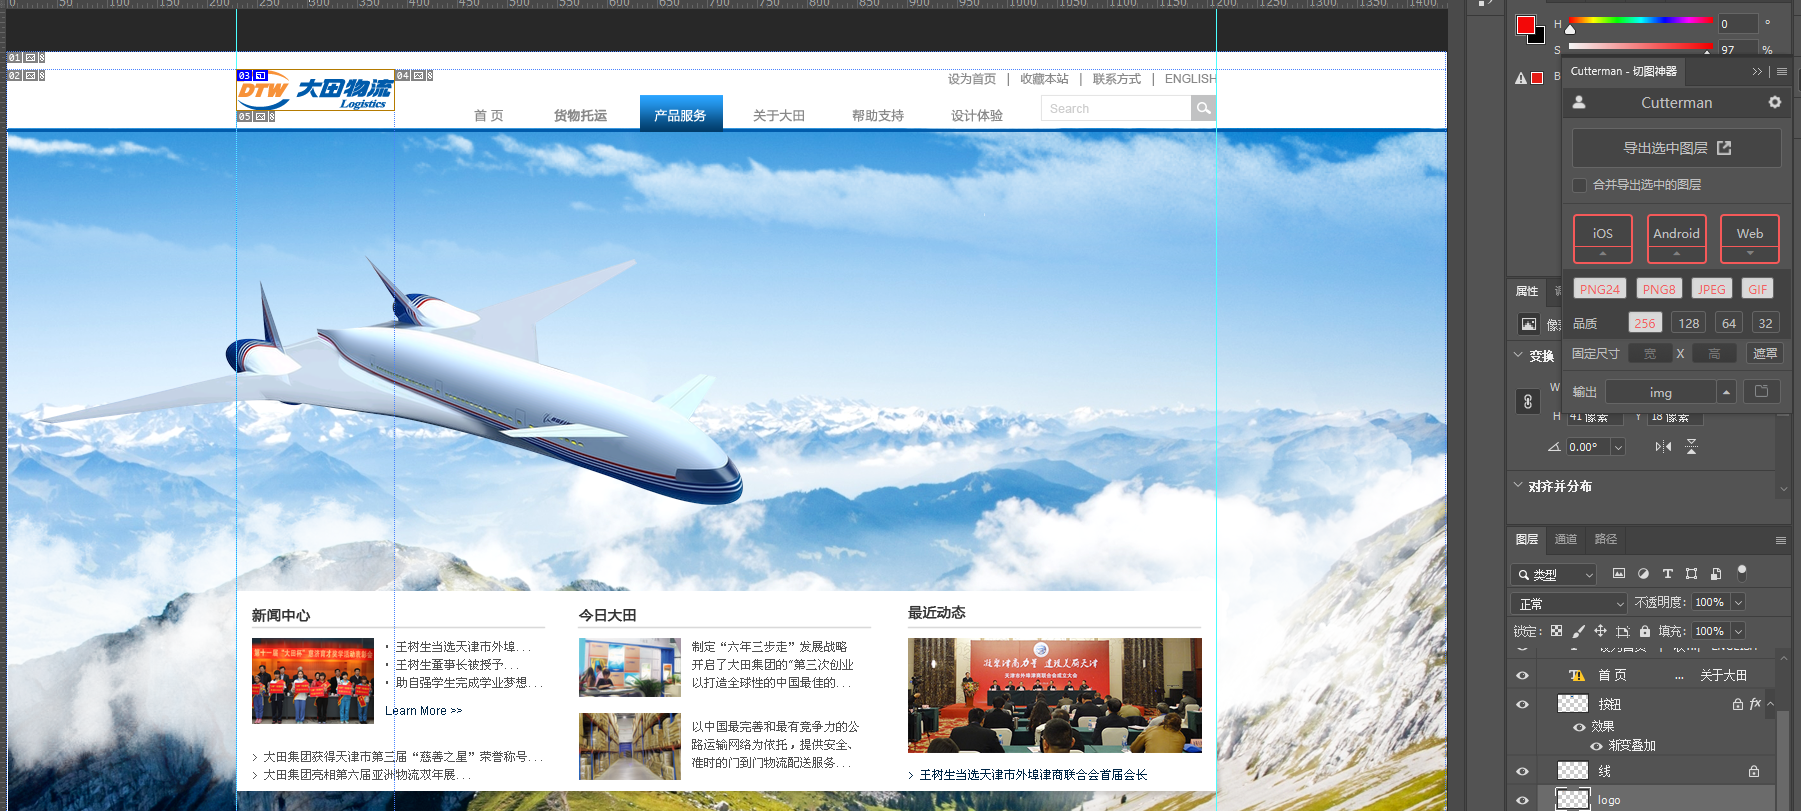 0 50 100 150 200 250 300 350 400 450 500 550 600 650 700 750 800 850 900 950 1000 1050 1100 1150 1200 1250 1300 1350 1400
01
02
03
04
05
DTW 大田物流
Logistics
设为首页 | 收藏本站 | 联系方式 | ENGLISH
首 页 货物托运 产品服务 关于大田 帮助支持 设计体验
Search
新闻中心
· 王树生当选天津市外埠...
· 王树生董事长被授予...
· 助自强学生完成学业梦想...
Learn More >>
> 大田集团获得天津市第三届“慈善之星”荣誉称号...
> 大田集团亮相第六届亚洲物流双年展...
今日大田
制定“六年三步走”发展战略
开启了大田集团的“第三次创业
以打造全球性的中国最佳的...
以中国最完善和最有竞争力的公
路运输网络为依托，提供安全、
准时的门到门物流配送服务...
最近动态
天津市外埠津商联合会成立大会
> 王树生当选天津市外埠津商联合会首届会长
H 0 °
S 97 %
B
Cutterman - 切图神器
Cutterman
导出选中图层
合并导出选中的图层
iOS Android Web
PNG24 PNG8 JPEG GIF
品质 256 128 64 32
固定尺寸 宽 X 高 遮罩
输出 img
属性
变换
W
H 41 像素 Y 18 像素
0.00°
对齐并分布
图层 通道 路径
类型
正常 不透明度: 100%
锁定: 填充: 100%
首 页 ... 关于大田
按钮 fx
效果
渐变叠加
线
logo